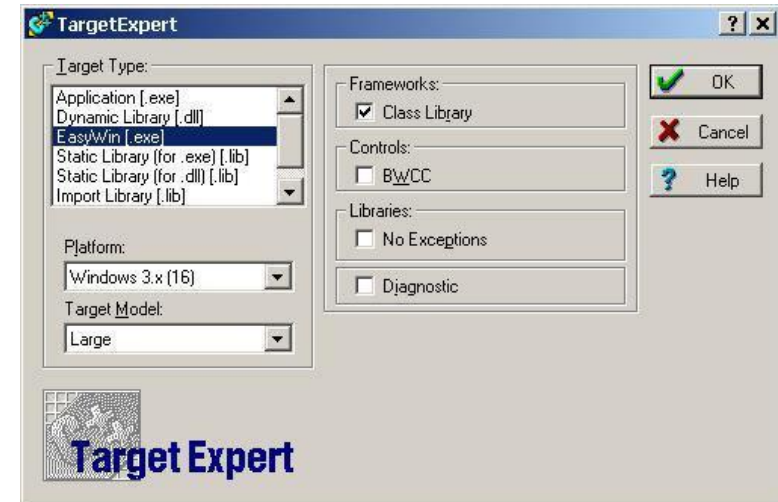 TargetExpert
Target Type:
Application [.exe]
Dynamic Library [.dll]
EasyWin [.exe]
Static Library (for .exe) [.lib]
Static Library (for .dll) [.lib]
Import Library [.lib]
Platform:
Windows 3.x (16)
Target Model:
Large
Frameworks:
Class Library
Controls:
BWCC
Libraries:
No Exceptions
Diagnostic
OK
Cancel
Help
C++
Target Expert